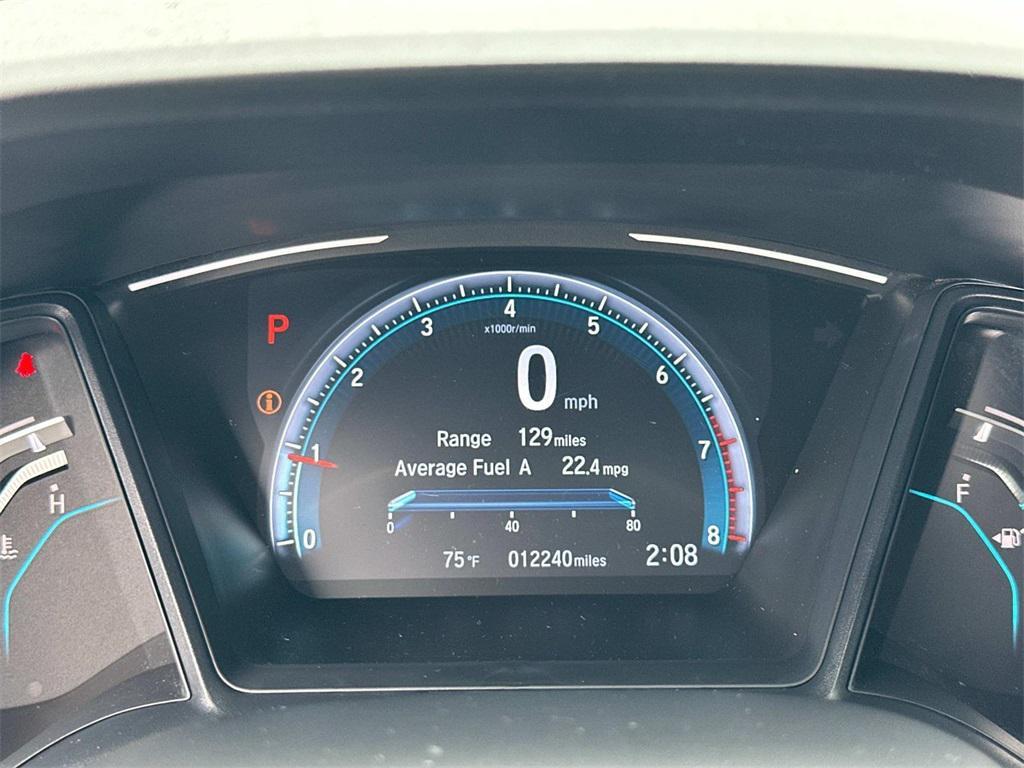 4
3
5
x1000r/min
P
2
6
0 mph
1
7
Range 129 miles
Average Fuel A 22.4 mpg
H
F
0
8
0 40 80
75°F 012240 miles 2:08